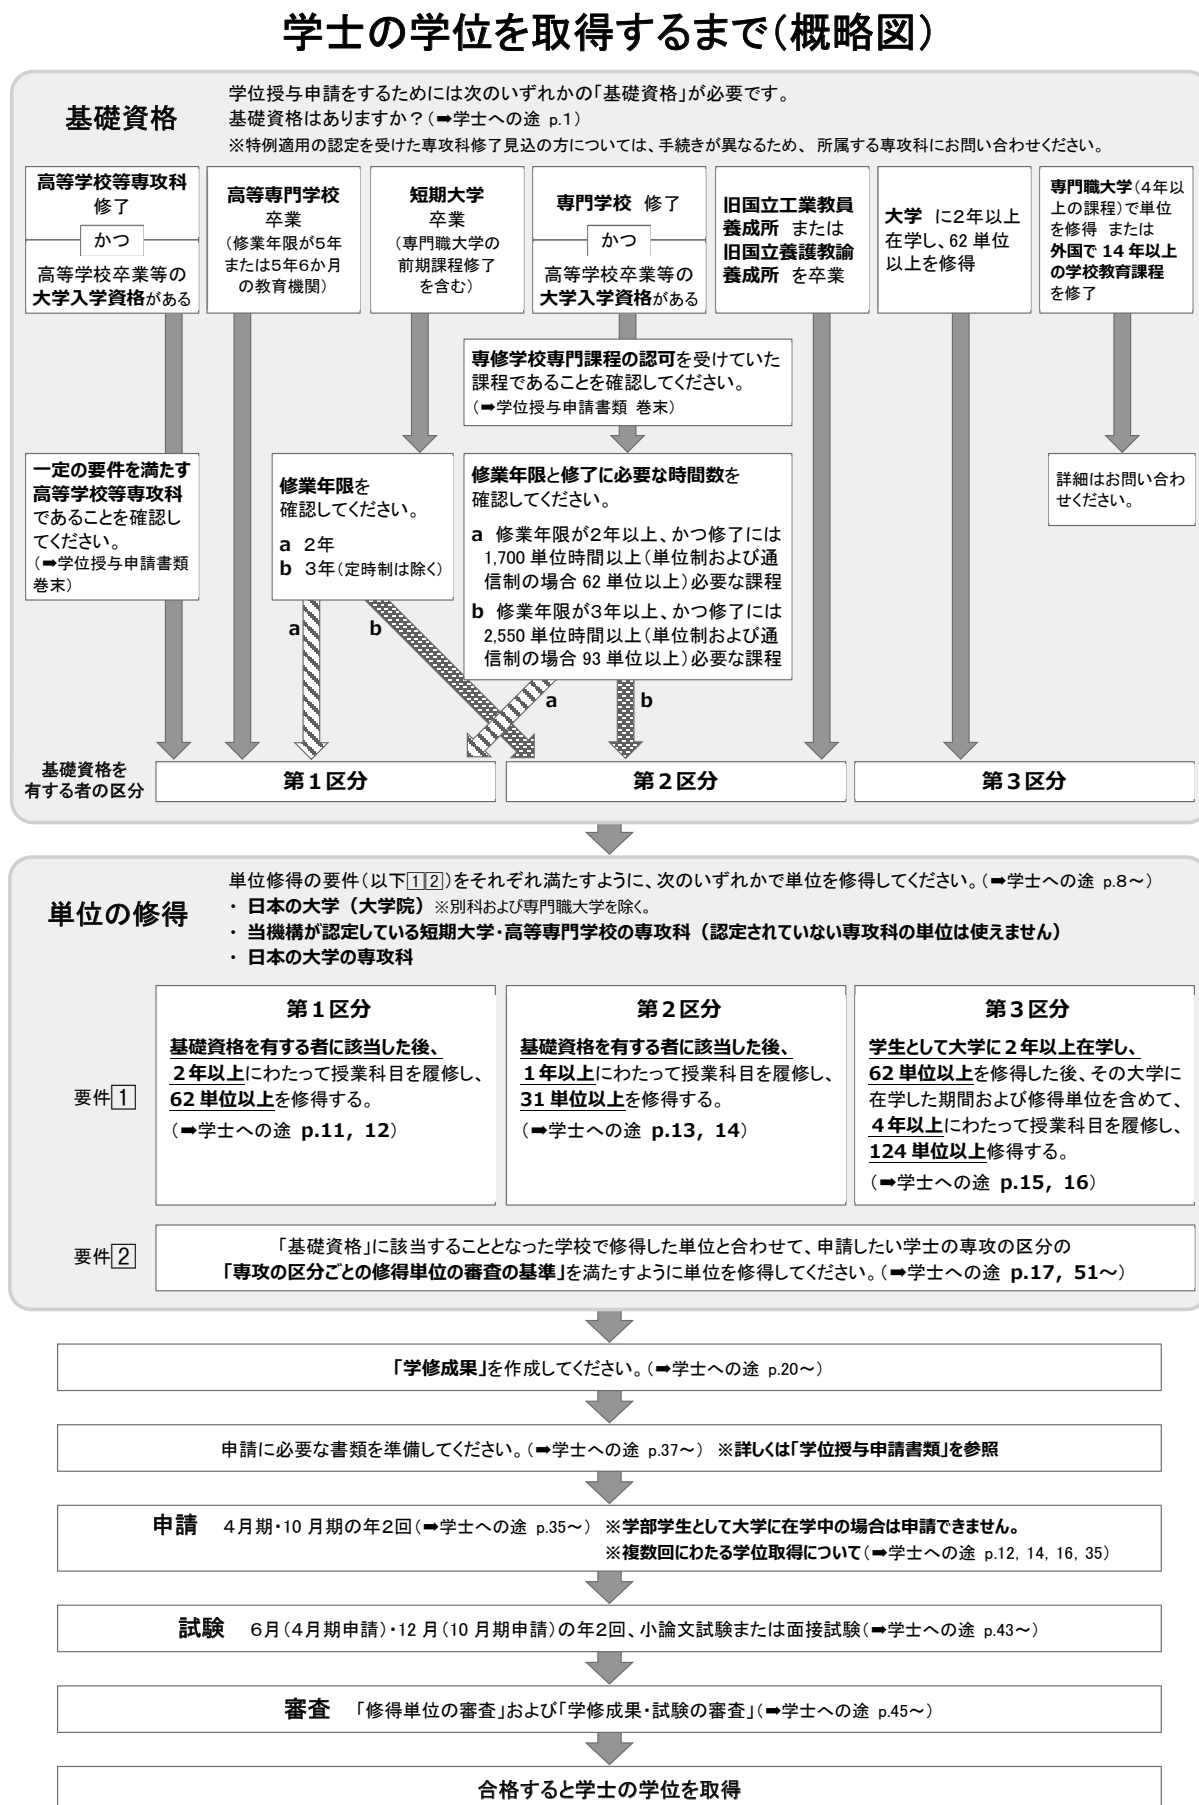 学士の学位を取得するまで（概略図）
基礎資格
学位授与申請をするためには次のいずれかの「基礎資格」が必要です。
基礎資格はありますか？（➡学士への途 p.1）
※特例適用の認定を受けた専攻科修了見込の方については、手続きが異なるため、所属する専攻科にお問い合わせください。
高等学校等専攻科
修了
かつ
高等学校卒業等の
大学入学資格がある
高等専門学校
卒業
（修業年限が5年
または5年6か月
の教育機関）
短期大学
卒業
（専門職大学の
前期課程修了
を含む）
専門学校 修了
かつ
高等学校卒業等の
大学入学資格がある
旧国立工業教員
養成所 または
旧国立養護教諭
養成所 を卒業
大学 に2年以上
在学し、62 単位
以上を修得
専門職大学（4年以
上の課程）で単位
を修得 または
外国で 14 年以上
の学校教育課程
を修了
専修学校専門課程の認可を受けていた
課程であることを確認してください。
（➡学位授与申請書類 巻末）
一定の要件を満たす
高等学校等専攻科
であることを確認し
てください。
（➡学位授与申請書類
巻末）
修業年限を
確認してください。
a 2年
b 3年（定時制は除く）
修業年限と修了に必要な時間数を
確認してください。
a 修業年限が2年以上、かつ修了には
1,700 単位時間以上（単位制および通
信制の場合 62 単位以上）必要な課程
b 修業年限が3年以上、かつ修了には
2,550 単位時間以上（単位制および通
信制の場合 93 単位以上）必要な課程
詳細はお問い合わ
せください。
a
b
a
b
基礎資格を
有する者の区分
第1区分
第2区分
第3区分
単位の修得
単位修得の要件（以下1 2）をそれぞれ満たすように、次のいずれかで単位を修得してください。（➡学士への途 p.8～）
・ 日本の大学（大学院）※別科および専門職大学を除く。
・ 当機構が認定している短期大学・高等専門学校の専攻科（認定されていない専攻科の単位は使えません）
・ 日本の大学の専攻科
要件1
第1区分
基礎資格を有する者に該当した後、
2年以上にわたって授業科目を履修し、
62 単位以上を修得する。
（➡学士への途 p.11, 12）
第2区分
基礎資格を有する者に該当した後、
1年以上にわたって授業科目を履修し、
31 単位以上を修得する。
（➡学士への途 p.13, 14）
第3区分
学生として大学に2年以上在学し、
62 単位以上を修得した後、その大学に
在学した期間および修得単位を含めて、
4年以上にわたって授業科目を履修し、
124 単位以上修得する。
（➡学士への途 p.15, 16）
要件2
「基礎資格」に該当することとなった学校で修得した単位と合わせて、申請したい学士の専攻の区分の
「専攻の区分ごとの修得単位の審査の基準」を満たすように単位を修得してください。（➡学士への途 p.17, 51～）
「学修成果」を作成してください。（➡学士への途 p.20～）
申請に必要な書類を準備してください。（➡学士への途 p.37～） ※詳しくは「学位授与申請書類」を参照
申請 4月期・10 月期の年2回（➡学士への途 p.35～） ※学部学生として大学に在学中の場合は申請できません。
※複数回にわたる学位取得について（➡学士への途 p.12, 14, 16, 35）
試験 6月（4月期申請）・12 月（10 月期申請）の年2回、小論文試験または面接試験（➡学士への途 p.43～）
審査 「修得単位の審査」および「学修成果・試験の審査」（➡学士への途 p.45～）
合格すると学士の学位を取得